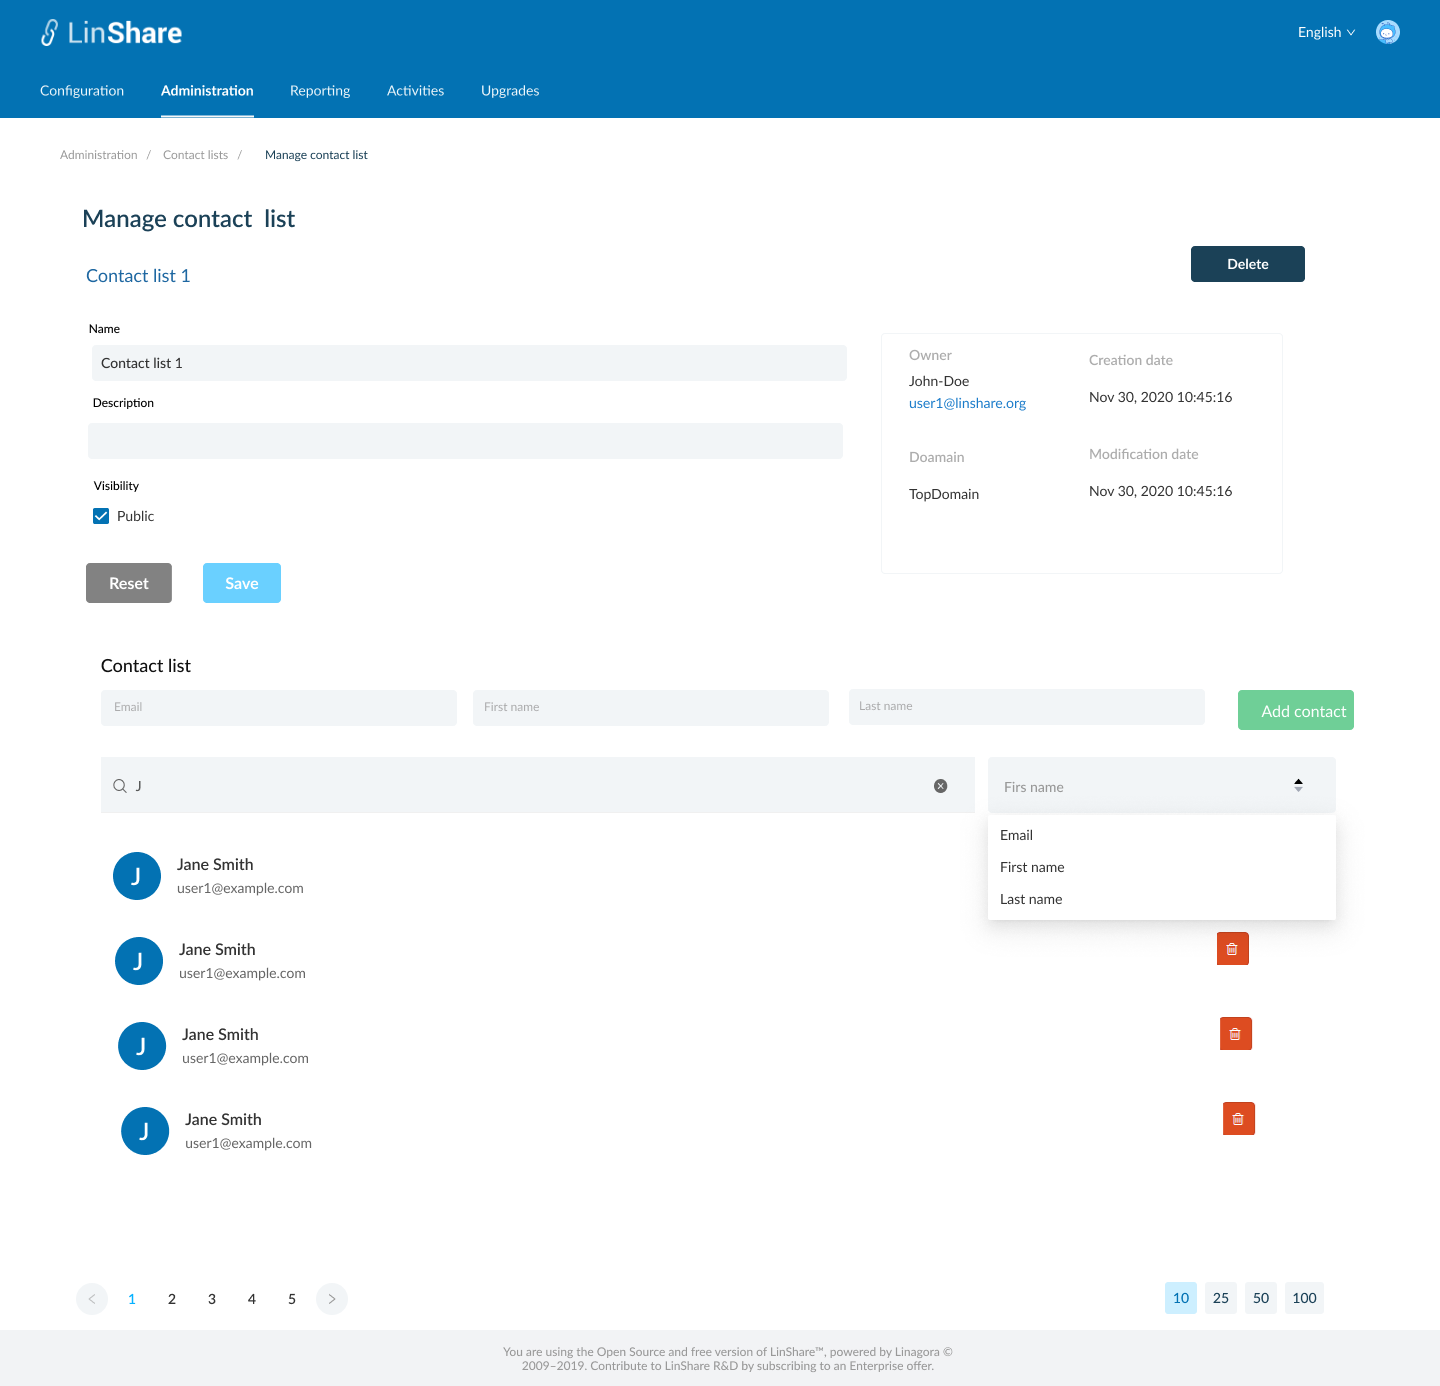 LinShare
English
Configuration Administration Reporting Activities Upgrades
Administration / Contact lists / Manage contact list
Manage contact list
Contact list 1
Delete
Name
Contact list 1
Description
Visibility
Public
Reset Save
Owner
John-Doe
user1@linshare.org
Creation date
Nov 30, 2020 10:45:16
Doamain
TopDomain
Modification date
Nov 30, 2020 10:45:16
Contact list
Email First name Last name Add contact
J
Firs name
Email
First name
Last name
J
Jane Smith
user1@example.com
J
Jane Smith
user1@example.com
J
Jane Smith
user1@example.com
J
Jane Smith
user1@example.com
< 1 2 3 4 5 >
10 25 50 100
You are using the Open Source and free version of LinShare™, powered by Linagora ©
2009–2019. Contribute to LinShare R&D by subscribing to an Enterprise offer.